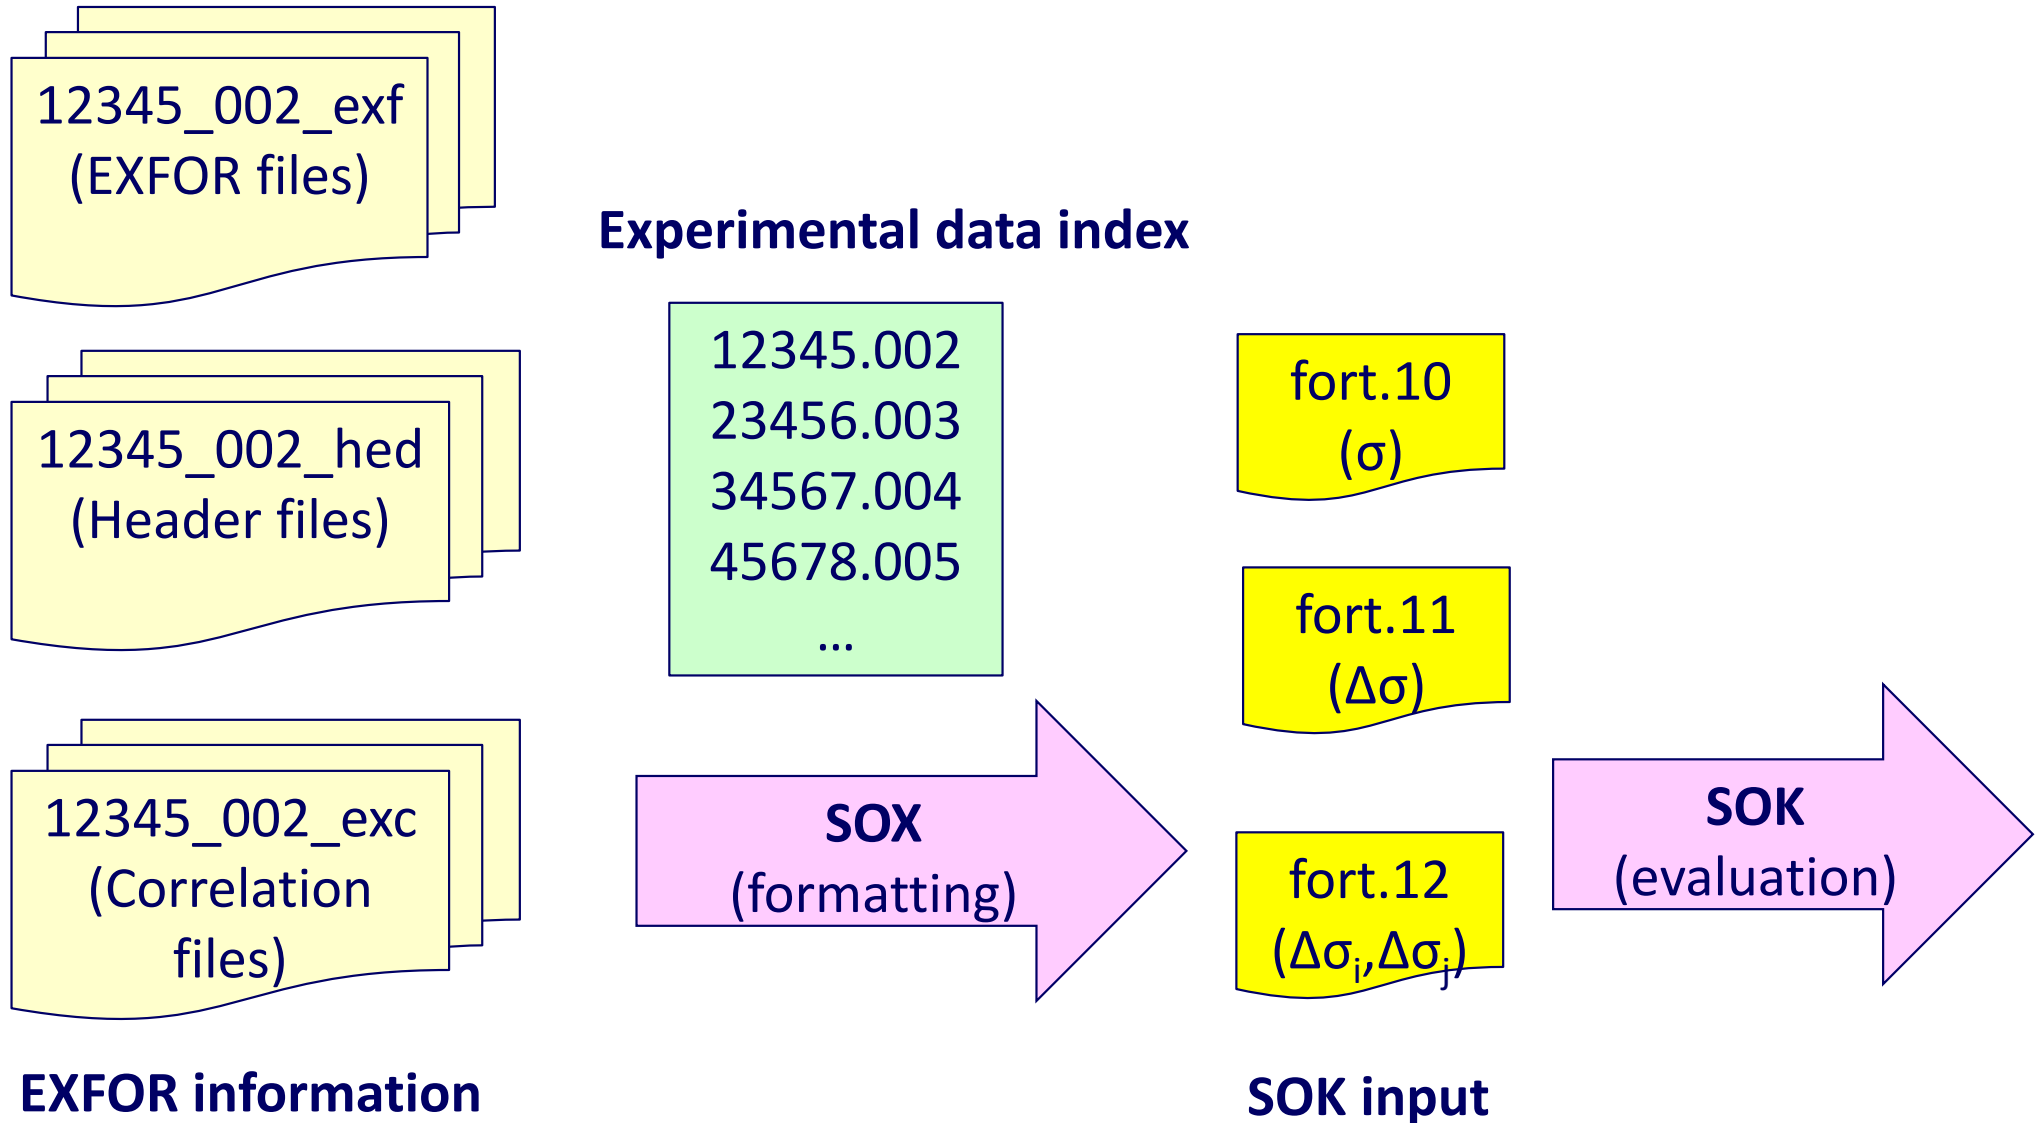 12345_002_exf
(EXFOR files)
12345_002_hed
(Header files)
12345_002_exc
(Correlation
files)
EXFOR information
Experimental data index
12345.002
23456.003
34567.004
45678.005
...
SOX
(formatting)
fort.10
(σ)
fort.11
(Δσ)
fort.12
(Δσi,Δσj)
SOK input
SOK
(evaluation)